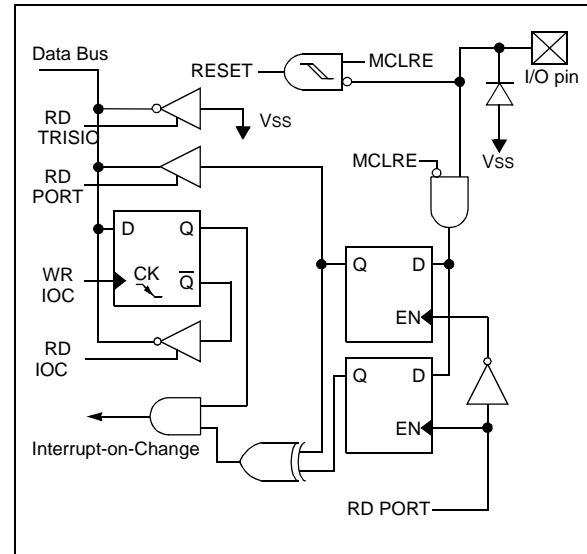 Data Bus
MCLRE
RESET
I/O pin
RD
TRISIO
VSS
VSS
RD
PORT
MCLRE
D
Q
Q
D
WR
IOC
CK
Q
EN
RD
IOC
Q
D
EN
Interrupt-on-Change
RD PORT